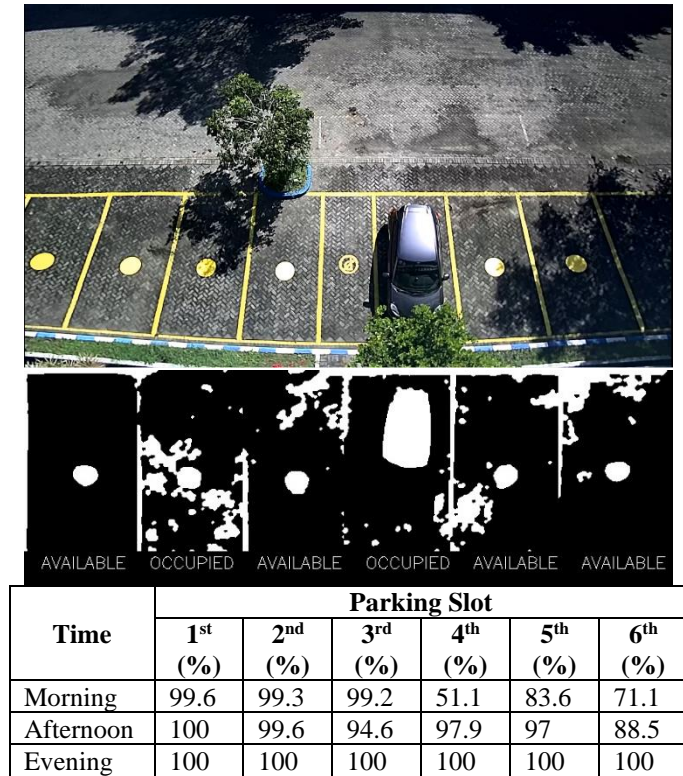 AVAILABLE OCCUPIED AVAILABLE OCCUPIED AVAILABLE AVAILABLE
Time Parking Slot
1st (%) 2nd (%) 3rd (%) 4th (%) 5th (%) 6th (%)
Morning 99.6 99.3 99.2 51.1 83.6 71.1
Afternoon 100 99.6 94.6 97.9 97 88.5
Evening 100 100 100 100 100 100